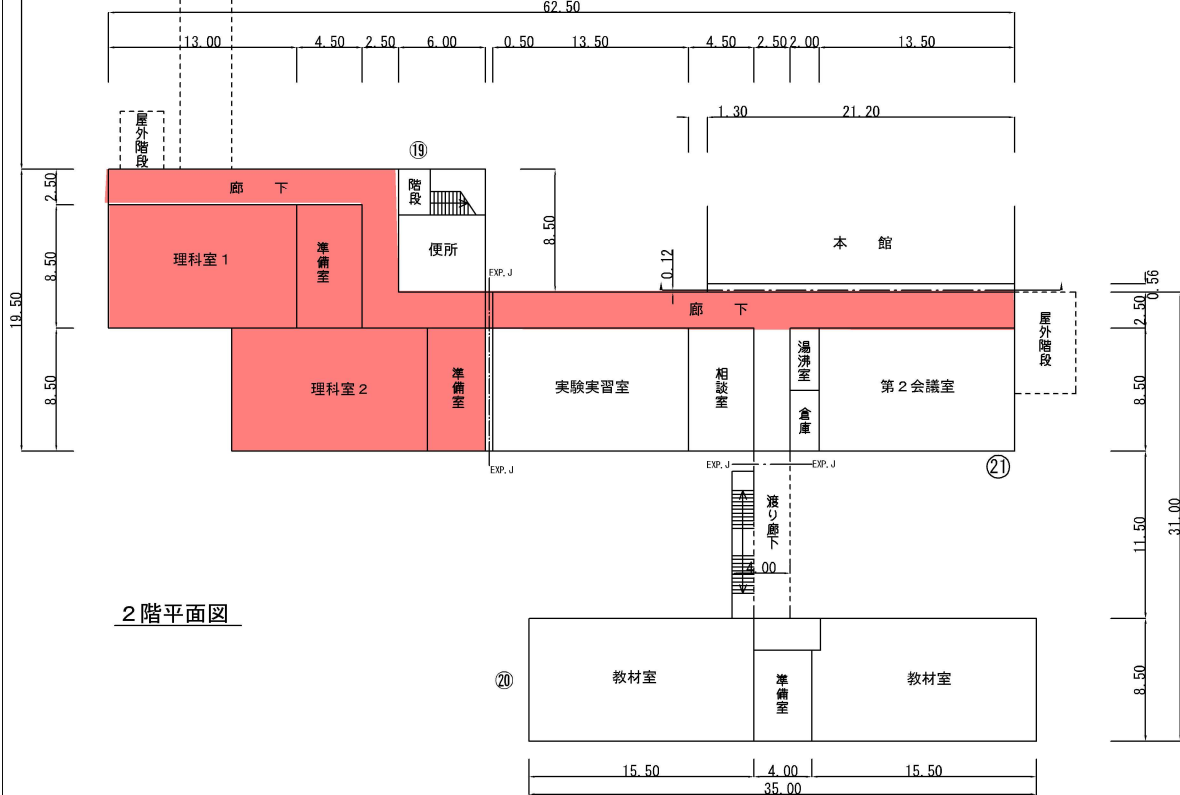 62.50
13.00 4.50 2.50 6.00 0.50 13.50 4.50 2.50 2.00 13.50
1.30 21.20
屋外階段
⑲
廊 下
階段
2.50
8.50
本 館
便所
理科室1
準備室
8.50
EXP.J
0.12
0.56
19.50
廊 下
2.50
屋外階段
湯沸室
理科室2
準備室
実験実習室
相談室
第2会議室
8.50
8.50
倉庫
EXP.J
EXP.J
EXP.J
㉑
渡り廊下
31.00
11.50
4.00
2階平面図
⑳
教材室
準備室
教材室
8.50
15.50 4.00 15.50
35.00